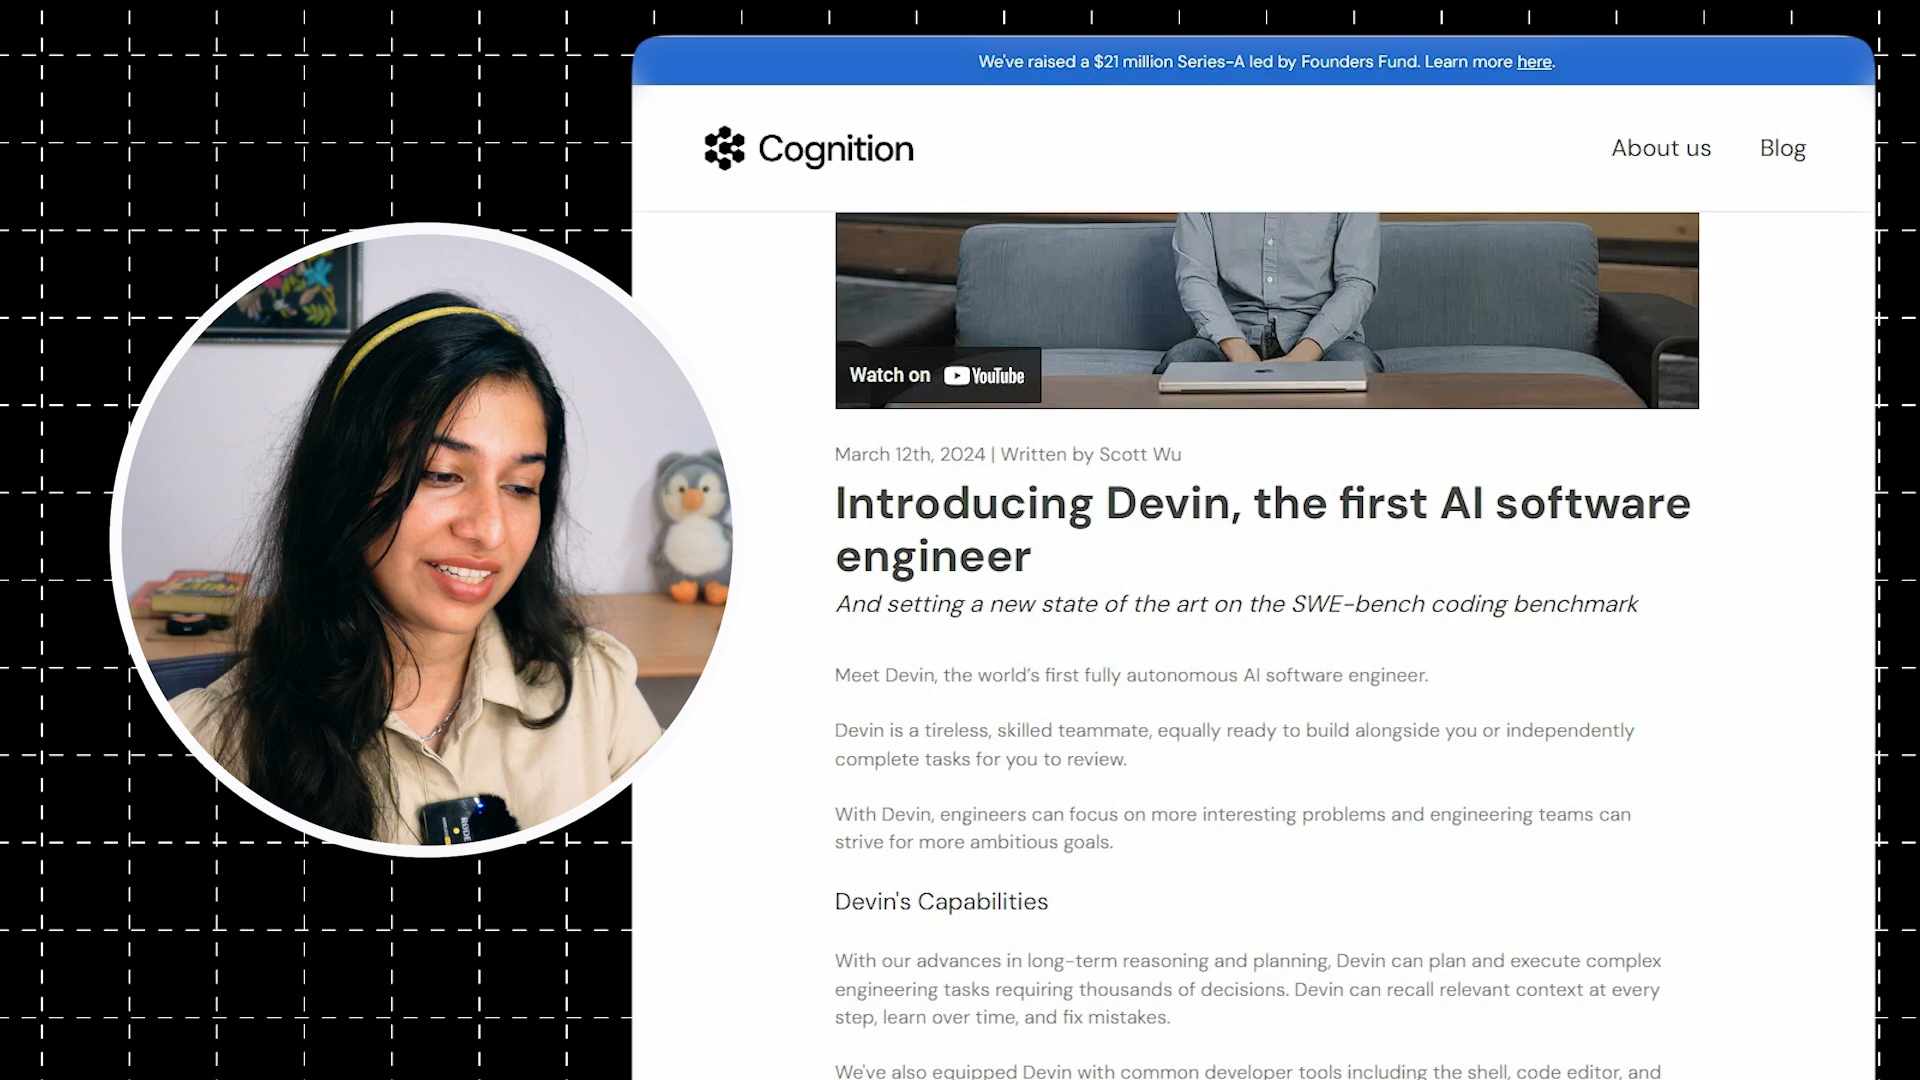 We've raised a $21 million Series-A led by Founders Fund. Learn more here.
Cognition
About us
Blog
Watch on YouTube
March 12th, 2024 | Written by Scott Wu
Introducing Devin, the first AI software
engineer
And setting a new state of the art on the SWE-bench coding benchmark
Meet Devin, the world's first fully autonomous AI software engineer.
Devin is a tireless, skilled teammate, equally ready to build alongside you or independently
complete tasks for you to review.
With Devin, engineers can focus on more interesting problems and engineering teams can
strive for more ambitious goals.
RØDE
Devin's Capabilities
With our advances in long-term reasoning and planning, Devin can plan and execute complex
engineering tasks requiring thousands of decisions. Devin can recall relevant context at every
step, learn over time, and fix mistakes.
We've also equipped Devin with common developer tools including the shell, code editor, and